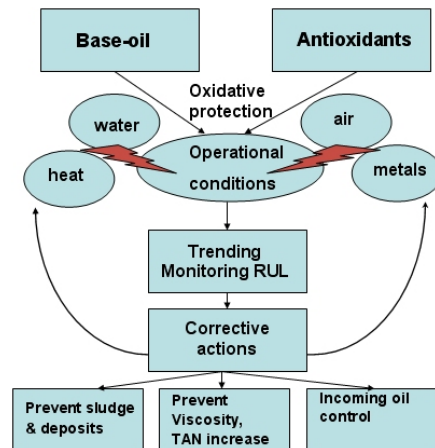 Base-oil
Antioxidants
Oxidative
protection
water
air
heat
Operational
conditions
metals
Trending
Monitoring RUL
Corrective
actions
Prevent sludge
& deposits
Prevent
Viscosity,
TAN increase
Incoming oil
control